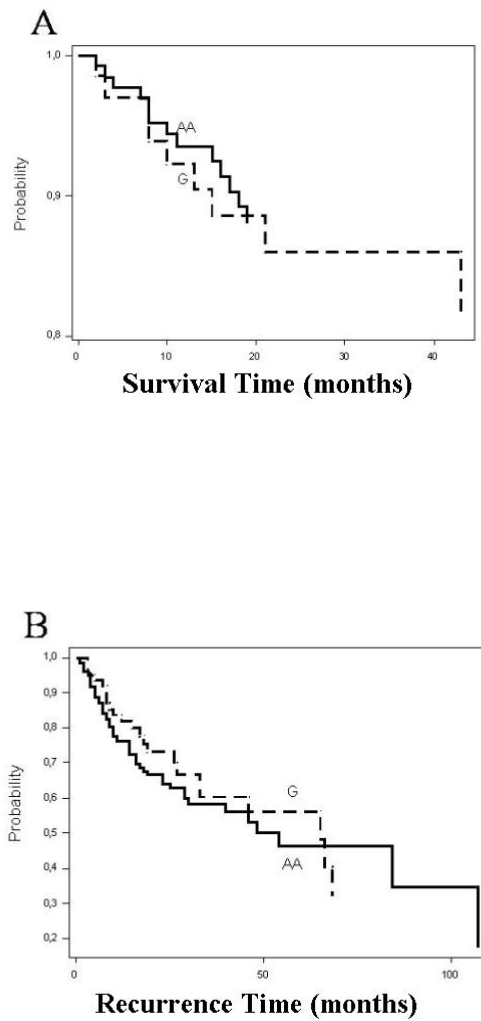 A
1,0
AA
G
0,9
0,8
Probability
0 10 20 30 40
Survival Time (months)
B
1,0
0,9
0,8
0,7
0,6
G
0,5
AA
0,4
0,3
0,2
Probability
0 50 100
Recurrence Time (months)